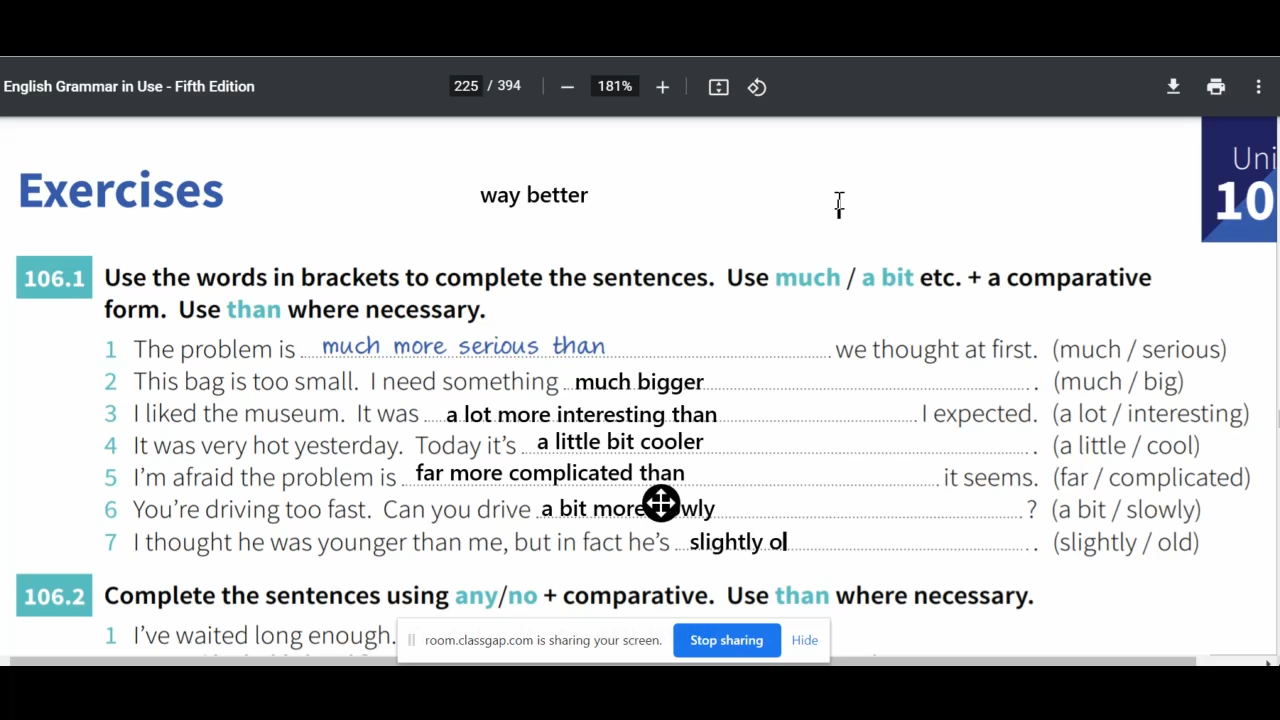 English Grammar in Use - Fifth Edition 225 / 394 181%
Uni
10
Exercises way better
106.1 Use the words in brackets to complete the sentences. Use much / a bit etc. + a comparative
form. Use than where necessary.
1 The problem is much more serious than we thought at first. (much / serious)
2 This bag is too small. I need something much bigger . (much / big)
3 I liked the museum. It was a lot more interesting than I expected. (a lot / interesting)
4 It was very hot yesterday. Today it's a little bit cooler . (a little / cool)
5 I'm afraid the problem is far more complicated than it seems. (far / complicated)
6 You're driving too fast. Can you drive a bit more wly ? (a bit / slowly)
7 I thought he was younger than me, but in fact he's slightly ol . (slightly / old)
106.2 Complete the sentences using any/no + comparative. Use than where necessary.
1 I've waited long enough.
room.classgap.com is sharing your screen. Stop sharing Hide